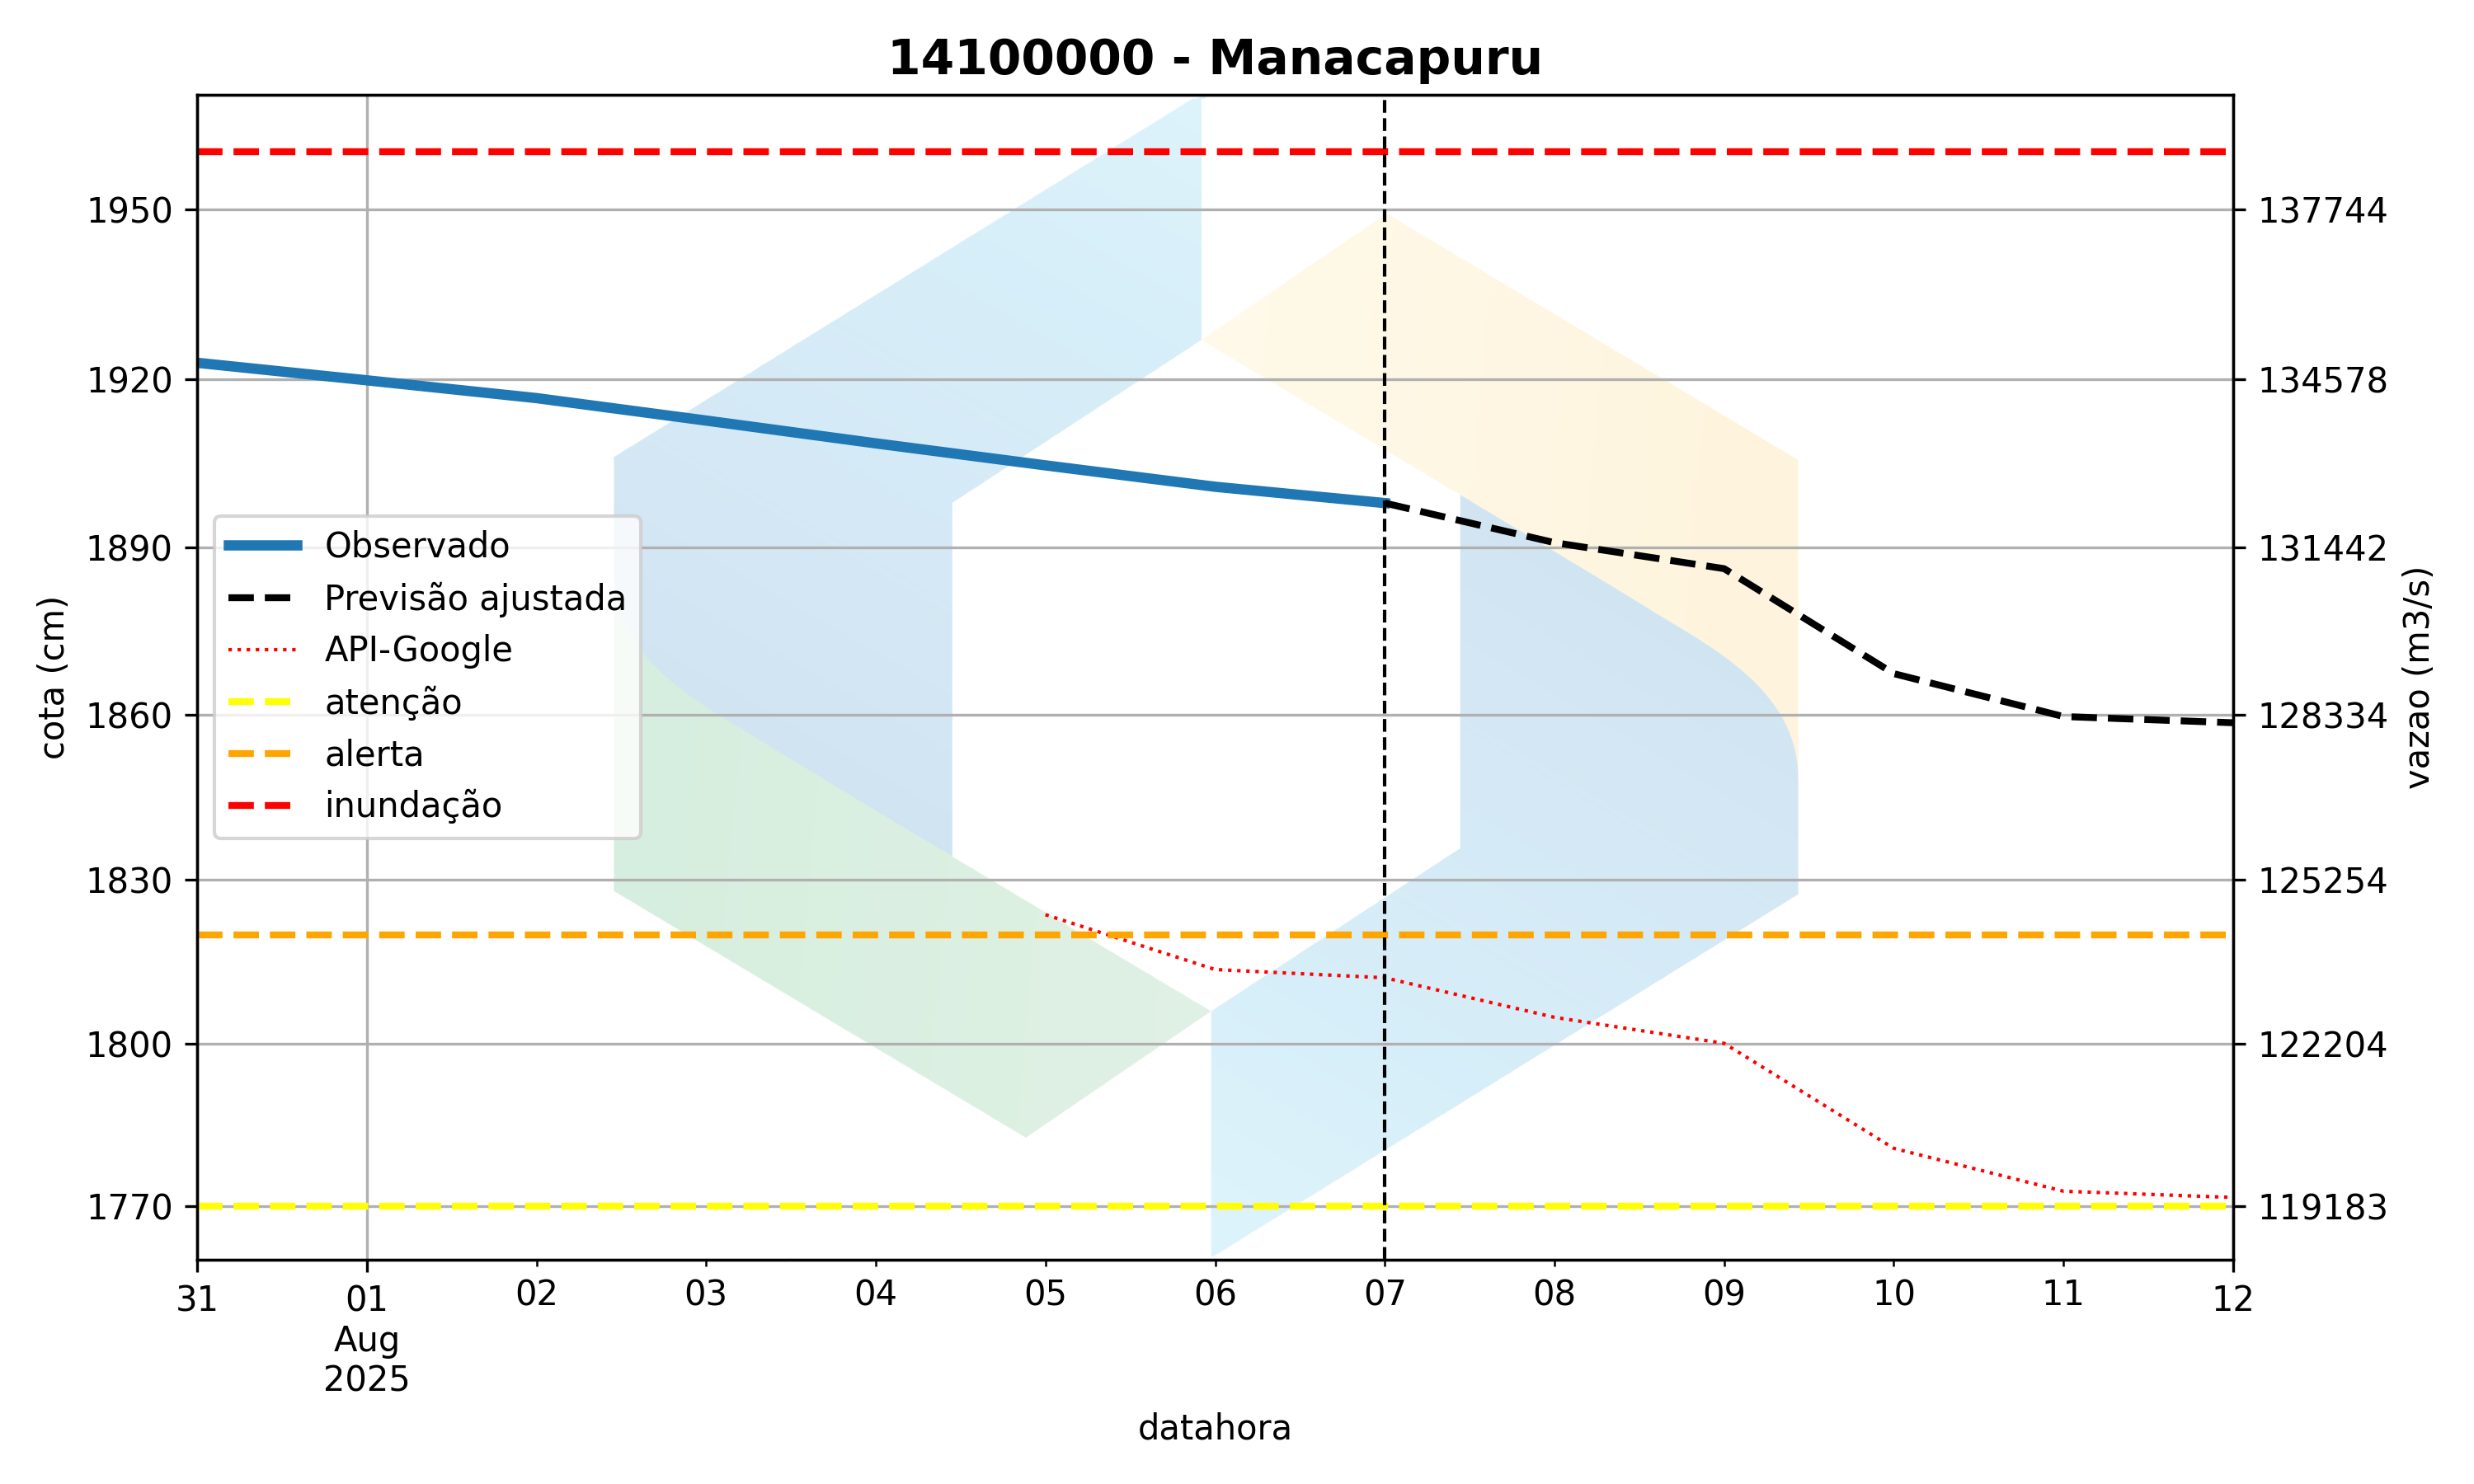 14100000 - Manacapuru
1950
1920
1890
1860
1830
1800
1770
cota (cm)
137744
134578
131442
128334
125254
122204
119183
vazao (m3/s)
Observado
Previsão ajustada
API-Google
atenção
alerta
inundação
31 01 02 03 04 05 06 07 08 09 10 11 12
Aug
2025
datahora